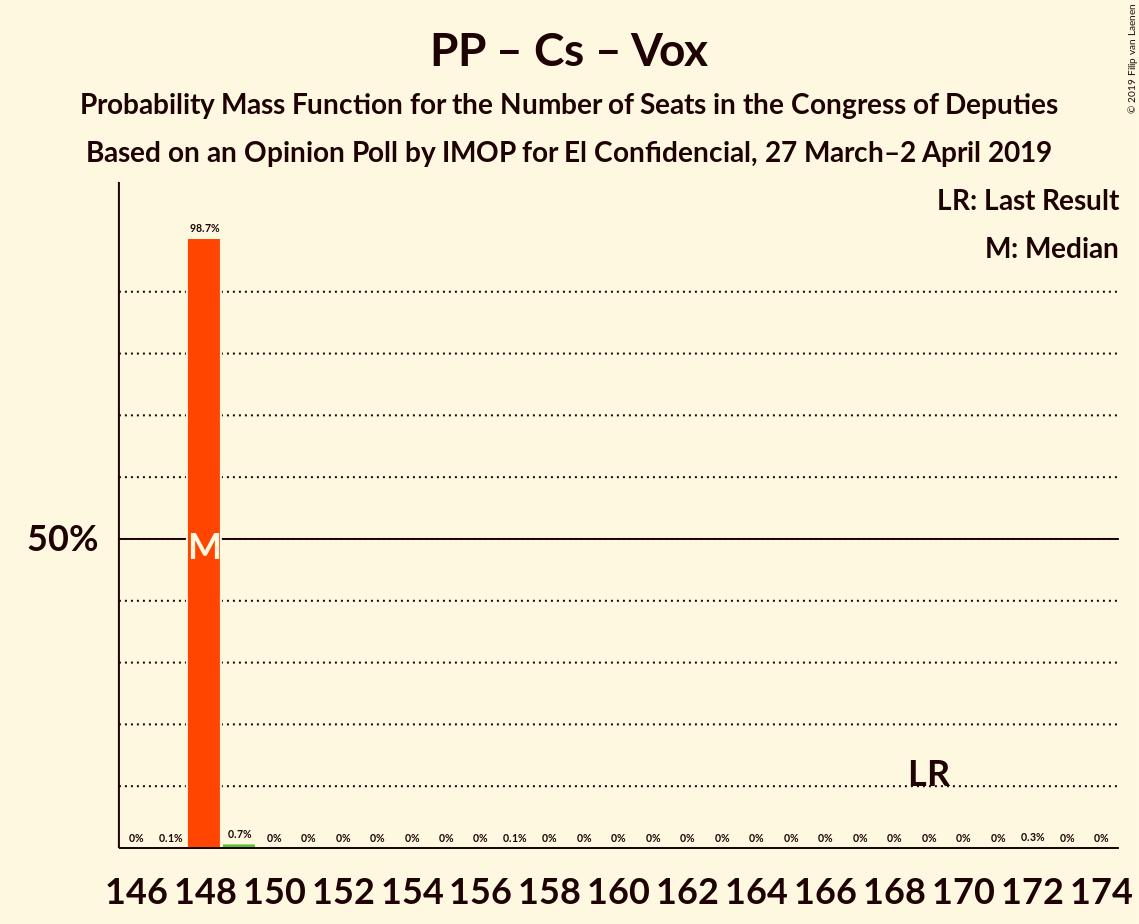 PP – Cs – Vox
Probability Mass Function for the Number of Seats in the Congress of Deputies
Based on an Opinion Poll by IMOP for El Confidencial, 27 March–2 April 2019
© 2019 Filip van Laenen
LR: Last Result
M: Median
98.7%
50%
M
LR
0% 0.1% 0.7% 0% 0% 0% 0% 0% 0% 0% 0.1% 0% 0% 0% 0% 0% 0% 0% 0% 0% 0% 0% 0% 0% 0% 0.3% 0% 0%
146 148 150 152 154 156 158 160 162 164 166 168 170 172 174